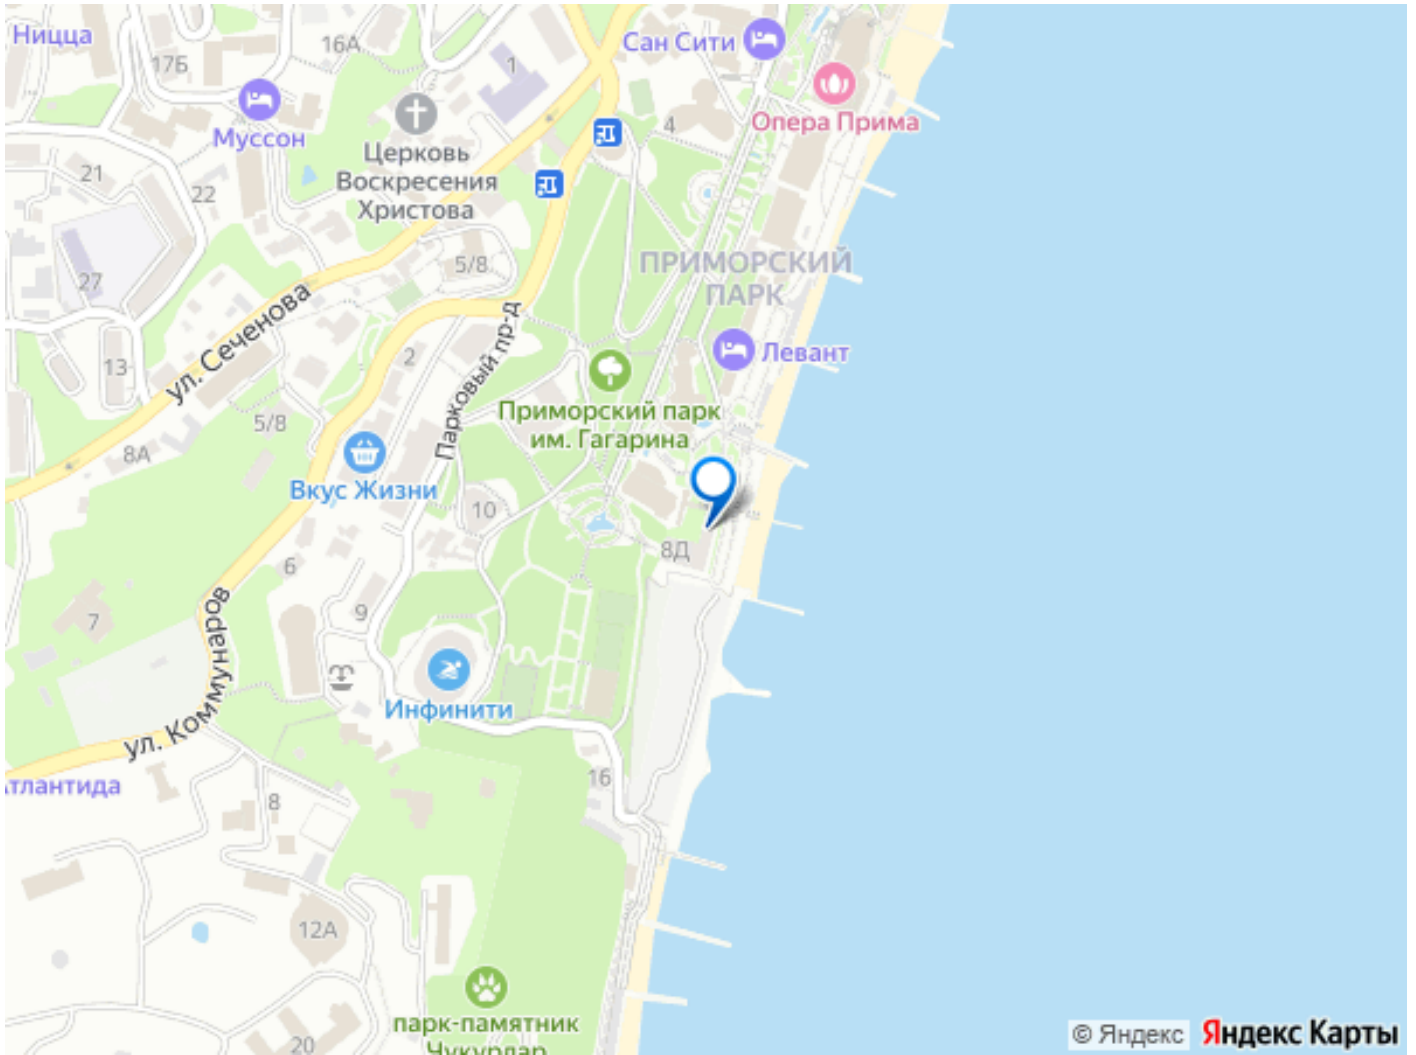 Ницца
16А
17Б
1
Сан Сити
Муссон
4
Опера Прима
Церковь
Воскресения
Христова
21
22
5/8
27
ПРИМОРСКИЙ
ПАРК
ул. Сеченова
Парковый пр-д
13
2
Левант
Приморский парк
им. Гагарина
5/8
8А
Вкус Жизни
10
8Д
6
9
7
ул. Коммунаров
Инфинити
16
тлантида
8
12А
парк-памятник
Чукурлар
20
© Яндекс
Яндекс Карты